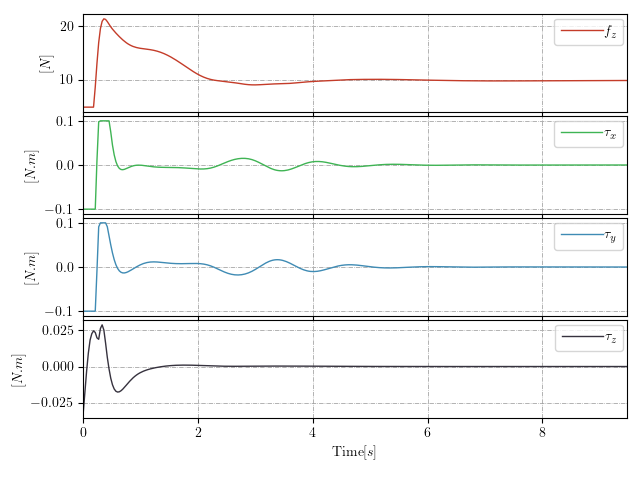 20
10
[N]
f_z
0.1
0.0
−0.1
[N.m]
τ_x
0.1
0.0
−0.1
[N.m]
τ_y
0.025
0.000
−0.025
[N.m]
τ_z
0 2 4 6 8
Time[s]